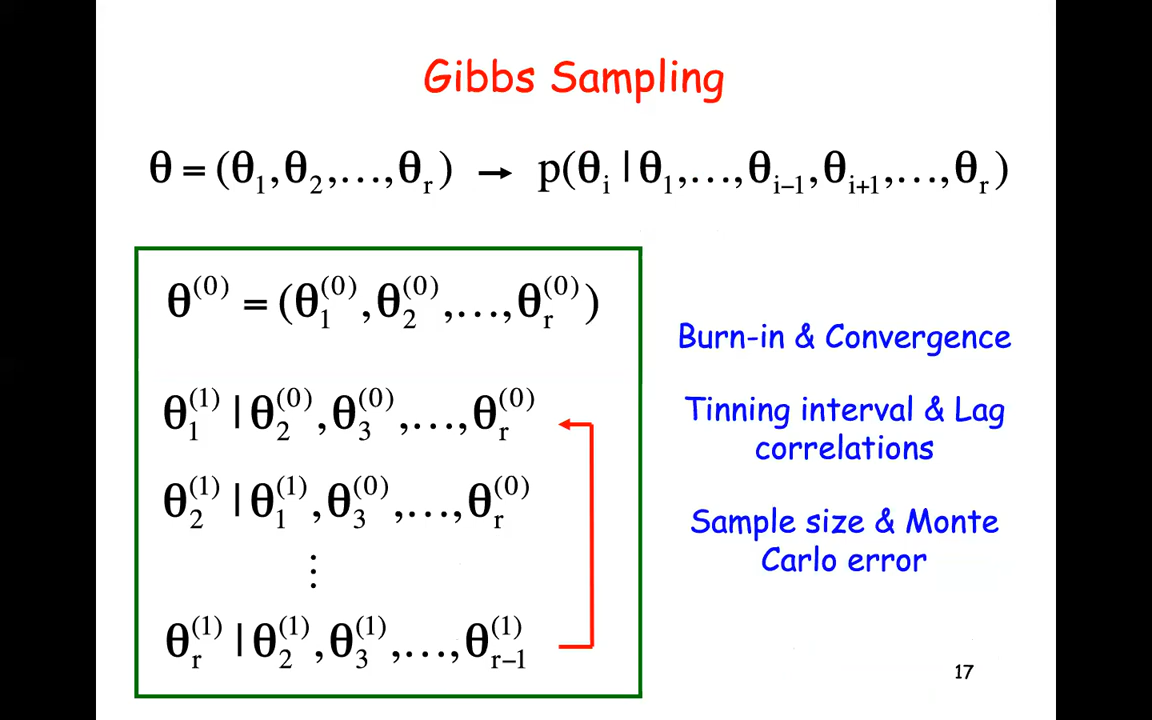 Gibbs Sampling
θ = (θ₁,θ₂,…,θᵣ) → p(θᵢ | θ₁,…,θᵢ₋₁,θᵢ₊₁,…,θᵣ)
θ⁽⁰⁾ = (θ₁⁽⁰⁾,θ₂⁽⁰⁾,…,θᵣ⁽⁰⁾)
θ₁⁽¹⁾ | θ₂⁽⁰⁾,θ₃⁽⁰⁾,…,θᵣ⁽⁰⁾
θ₂⁽¹⁾ | θ₁⁽¹⁾,θ₃⁽⁰⁾,…,θᵣ⁽⁰⁾
⋮
θᵣ⁽¹⁾ | θ₂⁽¹⁾,θ₃⁽¹⁾,…,θᵣ₋₁⁽¹⁾
Burn-in & Convergence
Tinning interval & Lag
correlations
Sample size & Monte
Carlo error
17